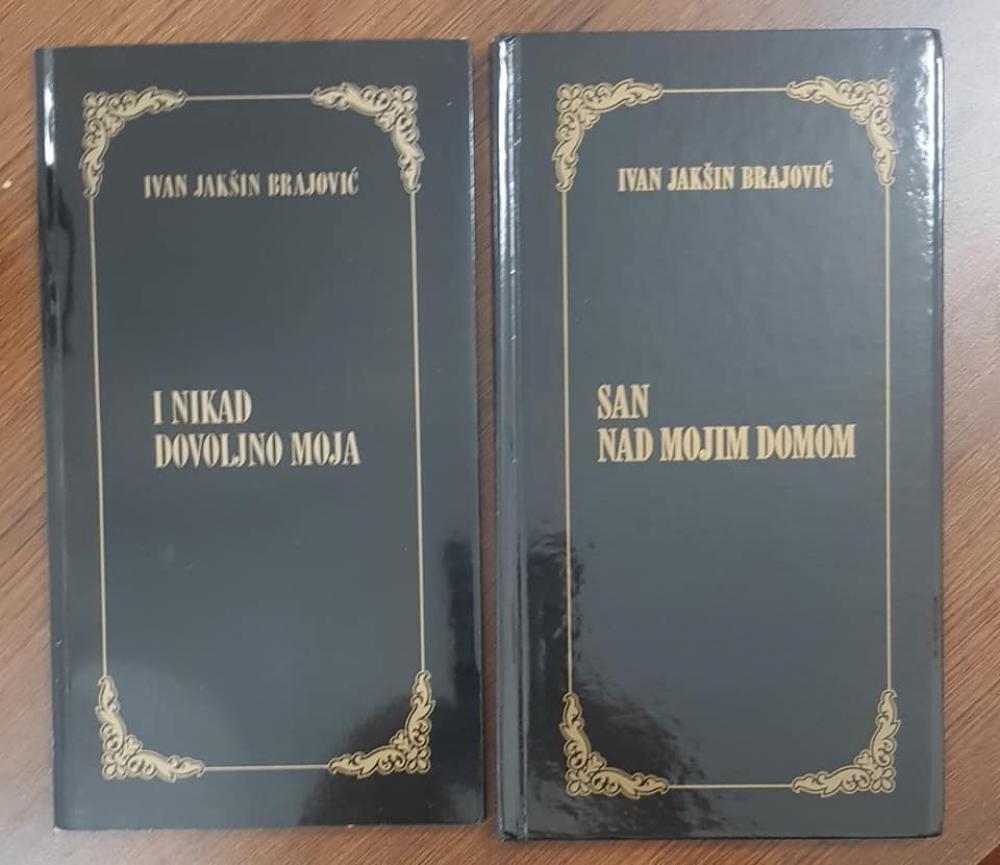 IVAN JAKŠIN BRAJOVIĆ
I NIKAD
DOVOLJNO MOJA
IVAN JAKŠIN BRAJOVIĆ
SAN
NAD MOJIM DOMOM